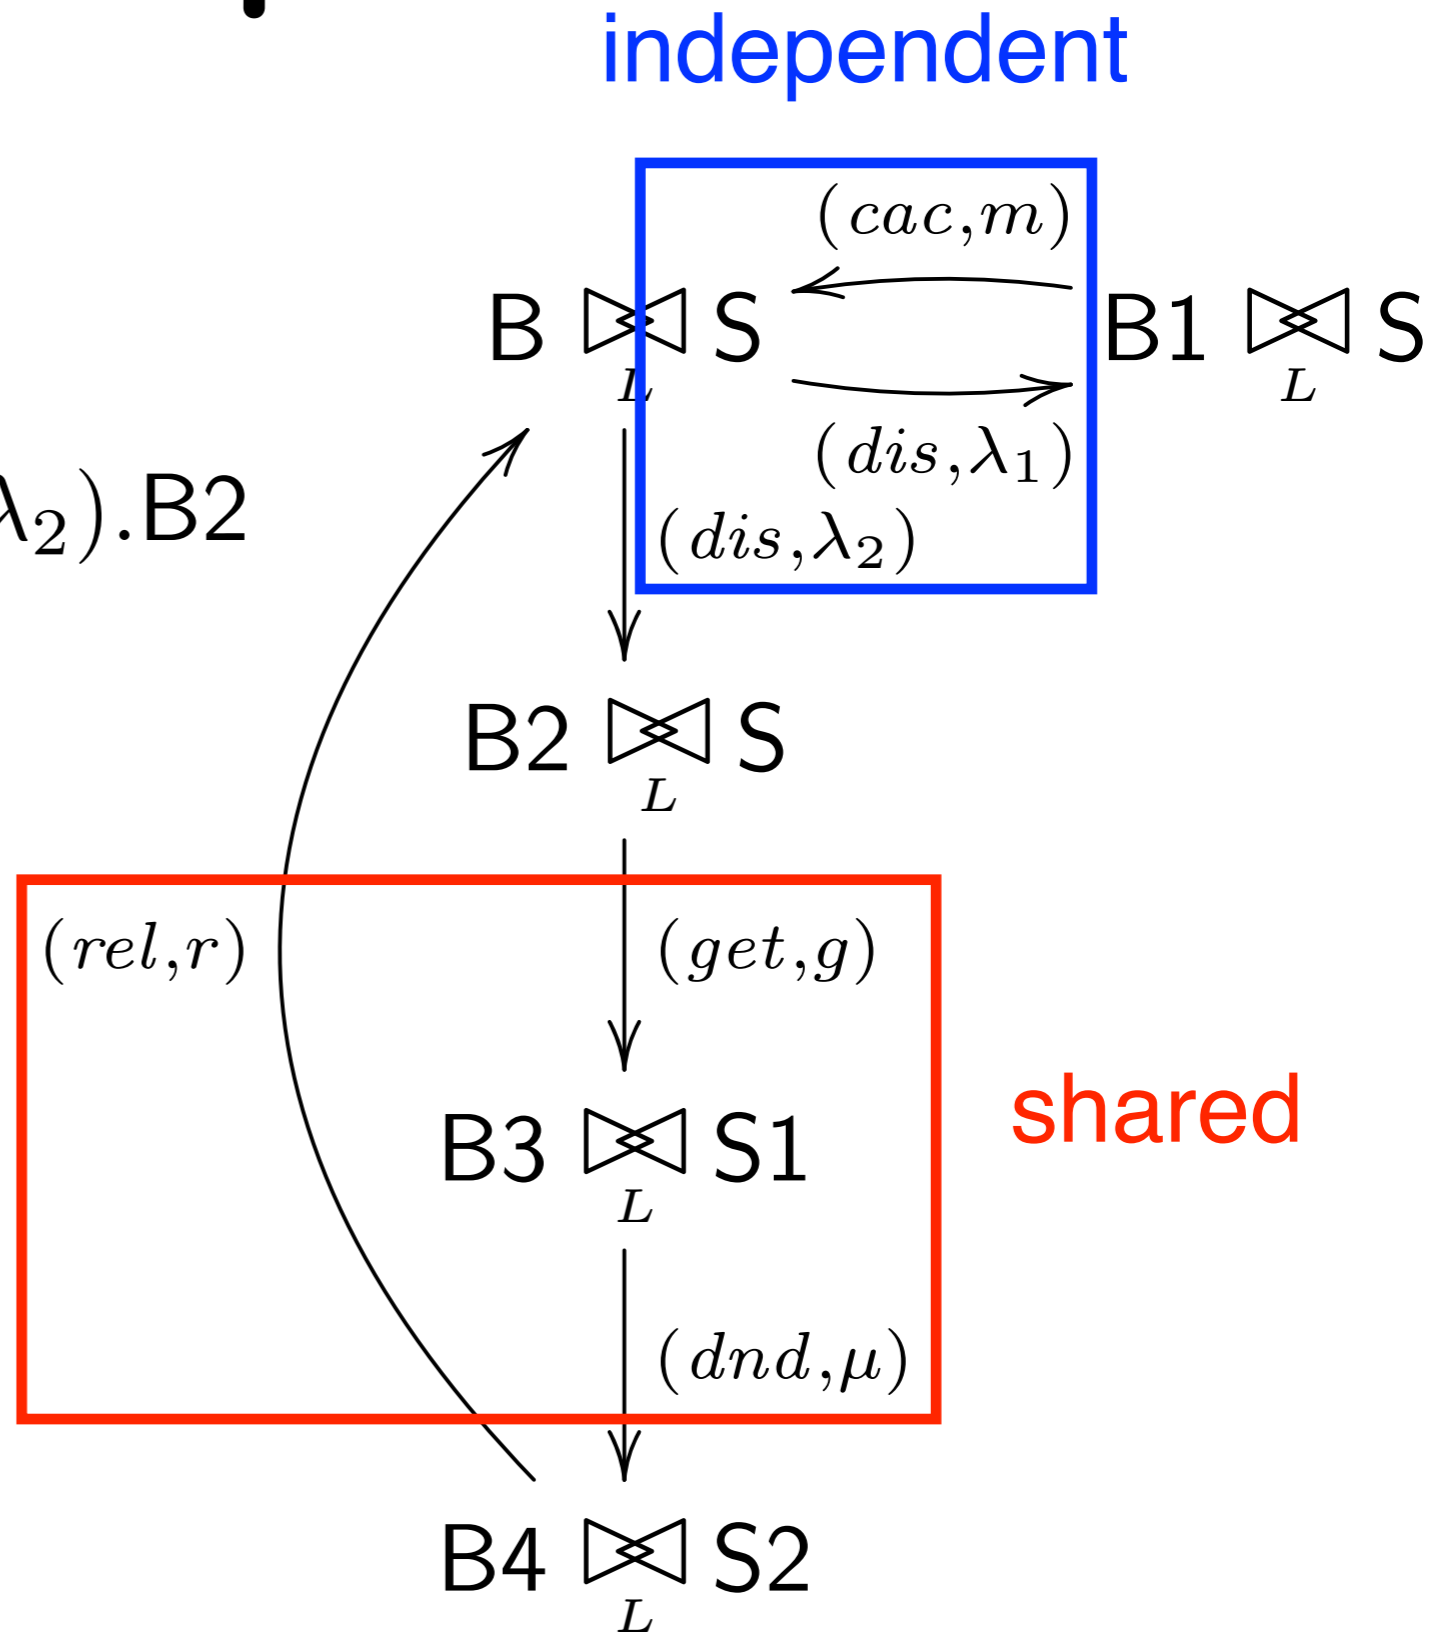 independent
(cac,m)
B ⋈ S
L
B1 ⋈ S
L
(dis,λ₁)
λ₂).B2
(dis,λ₂)
B2 ⋈ S
L
(rel,r)
(get,g)
B3 ⋈ S1
L
shared
(dnd,μ)
B4 ⋈ S2
L